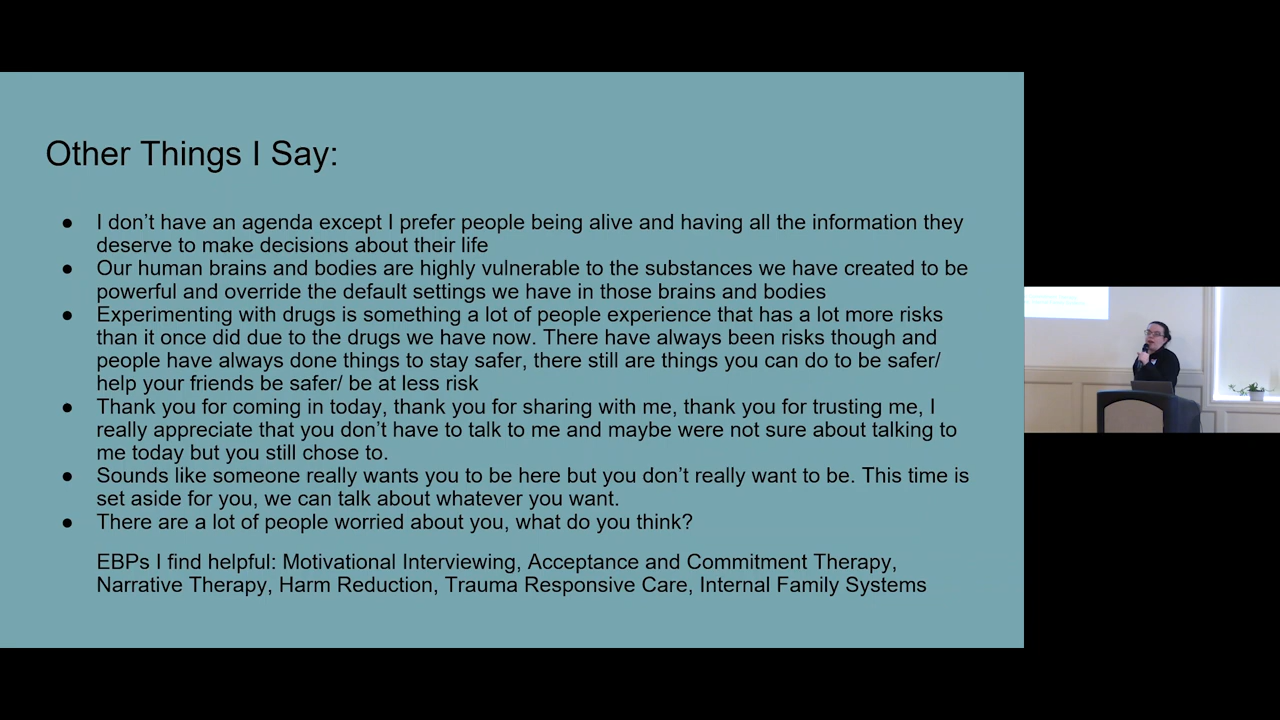 Other Things I Say:
● I don’t have an agenda except I prefer people being alive and having all the information they
deserve to make decisions about their life
● Our human brains and bodies are highly vulnerable to the substances we have created to be
powerful and override the default settings we have in those brains and bodies
● Experimenting with drugs is something a lot of people experience that has a lot more risks
than it once did due to the drugs we have now. There have always been risks though and
people have always done things to stay safer, there still are things you can do to be safer/
help your friends be safer/ be at less risk
● Thank you for coming in today, thank you for sharing with me, thank you for trusting me, I
really appreciate that you don’t have to talk to me and maybe were not sure about talking to
me today but you still chose to.
● Sounds like someone really wants you to be here but you don’t really want to be. This time is
set aside for you, we can talk about whatever you want.
● There are a lot of people worried about you, what do you think?
EBPs I find helpful: Motivational Interviewing, Acceptance and Commitment Therapy,
Narrative Therapy, Harm Reduction, Trauma Responsive Care, Internal Family Systems